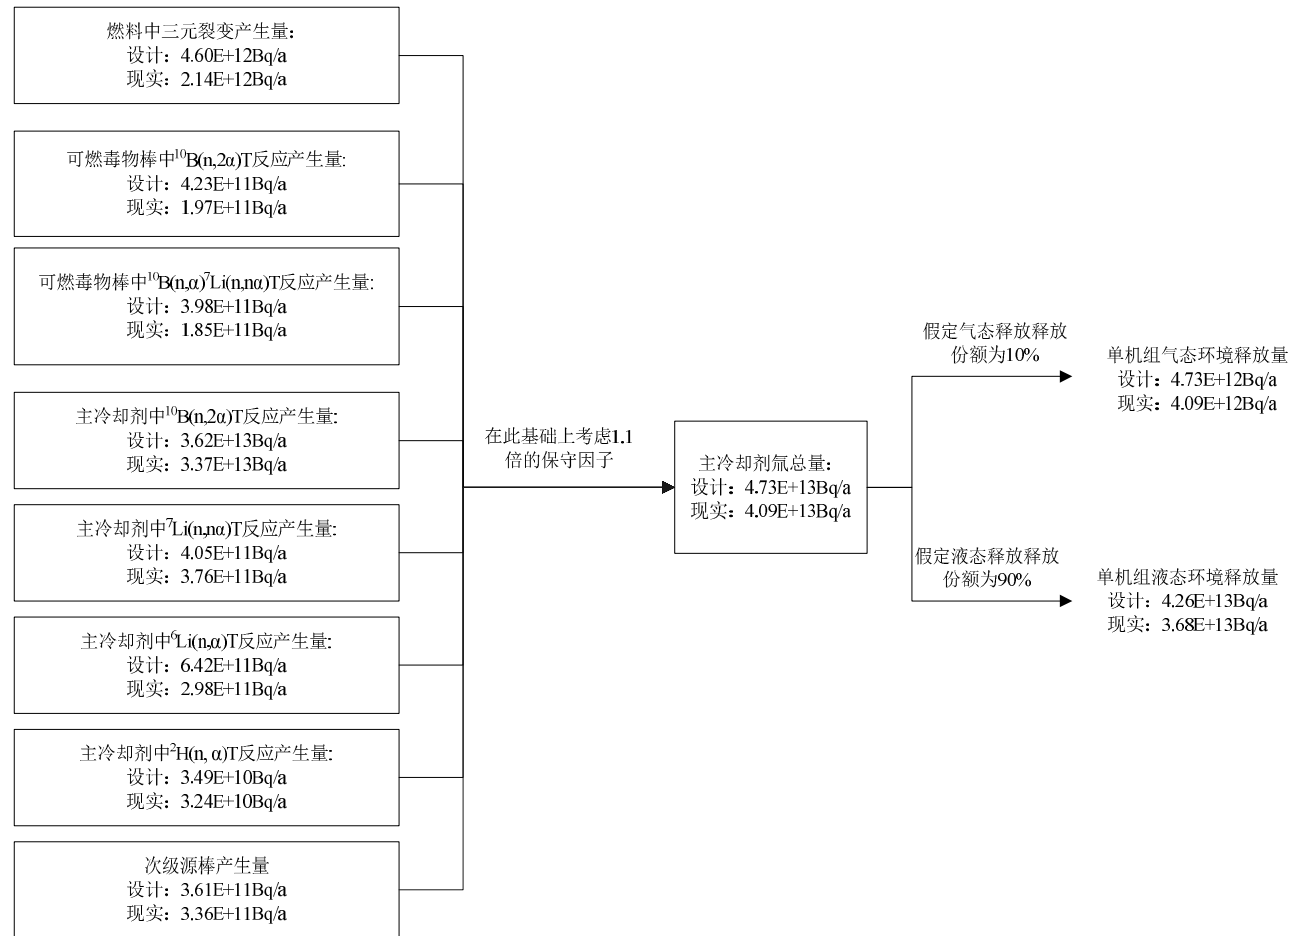 燃料中三元裂变产生量：
设计：4.60E+12Bq/a
现实：2.14E+12Bq/a
可燃毒物棒中¹⁰B(n,2α)T反应产生量:
设计：4.23E+11Bq/a
现实：1.97E+11Bq/a
可燃毒物棒中¹⁰B(n,α)⁷Li(n,nα)T反应产生量:
设计：3.98E+11Bq/a
现实：1.85E+11Bq/a
主冷却剂中¹⁰B(n,2α)T反应产生量:
设计：3.62E+13Bq/a
现实：3.37E+13Bq/a
主冷却剂中⁷Li(n,nα)T反应产生量:
设计：4.05E+11Bq/a
现实：3.76E+11Bq/a
主冷却剂中⁶Li(n,α)T反应产生量:
设计：6.42E+11Bq/a
现实：2.98E+11Bq/a
主冷却剂中²H(n, α)T反应产生量:
设计：3.49E+10Bq/a
现实：3.24E+10Bq/a
次级源棒产生量
设计：3.61E+11Bq/a
现实：3.36E+11Bq/a
在此基础上考虑1.1
倍的保守因子
主冷却剂氚总量：
设计：4.73E+13Bq/a
现实：4.09E+13Bq/a
假定气态释放释放
份额为10%
单机组气态环境释放量
设计：4.73E+12Bq/a
现实：4.09E+12Bq/a
假定液态释放释放
份额为90%
单机组液态环境释放量
设计：4.26E+13Bq/a
现实：3.68E+13Bq/a